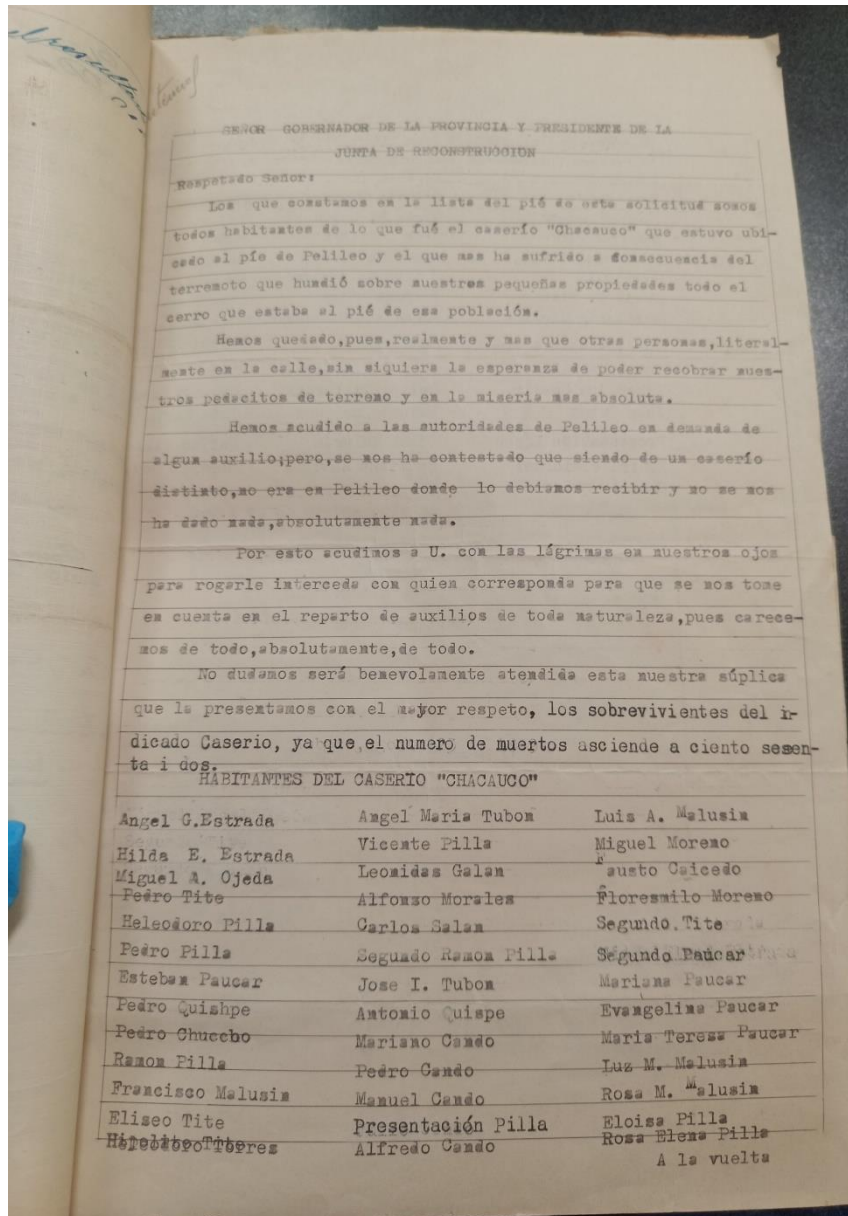 SEÑOR GOBERNADOR DE LA PROVINCIA Y PRESIDENTE DE LA
JUNTA DE RECONSTRUCCION
Respetado Señor:
Los que constamos en la lista del pié de esta solicitud somos
todos habitantes de lo que fué el caserío "Chacauco" que estuvo ubi-
cado al píe de Pelileo y el que mas ha sufrido a consecuencia del
terremoto que hundió sobre nuestros pequeñas propiedades todo el
cerro que estaba al pié de esa población.
Hemos quedado,pues,realmente y mas que otras personas,literal-
mente en la calle,sin siquiera la esperanza de poder recobrar nues-
tros pedacitos de terreno y en la miseria mas absoluta.
Hemos acudido a las autoridades de Pelileo en demanda de
algun auxilio;pero,se nos ha contestado que siendo de un caserío
distinto,no era en Pelileo donde lo debiamos recibir y no se nos
ha dado nada,absolutamente nada.
Por esto acudimos a U. con las lágrimas en nuestros ojos
para rogarle interceda con quien corresponda para que se nos tome
en cuenta en el reparto de auxilios de toda naturaleza,pues carece-
mos de todo,absolutamente,de todo.
No dudamos será benevolamente atendida esta nuestra súplica
que la presentamos con el mayor respeto, los sobrevivientes del in-
dicado Caserio, ya que,el numero de muertos asciende a ciento sesen-
ta i dos.
HABITANTES DEL CASERIO "CHACAUCO"
Angel G.Estrada Angel Maria Tubon Luis A. Malusin
Hilda E. Estrada Vicente Pilla Miguel Moreno
Miguel A. Ojeda Leonidas Galan Fausto Caicedo
Pedro Tite Alfonzo Morales Floresmilo Moreno
Heleodoro Pilla Carlos Salan Segundo.Tite
Pedro Pilla Segundo Ramon Pilla Segundo Paucar
Esteban Paucar Jose I. Tubon Mariana Paucar
Pedro Quishpe Antonio Quispe Evangelina Paucar
Pedro Chuccho Mariano Cando Maria Teresa Paucar
Ramon Pilla Pedro Cando Luz M. Malusin
Francisco Malusin Manuel Cando Rosa M. Malusin
Eliseo Tite Presentación Pilla Eloisa Pilla
Alfredo Cando Rosa Elena Pilla
A la vuelta